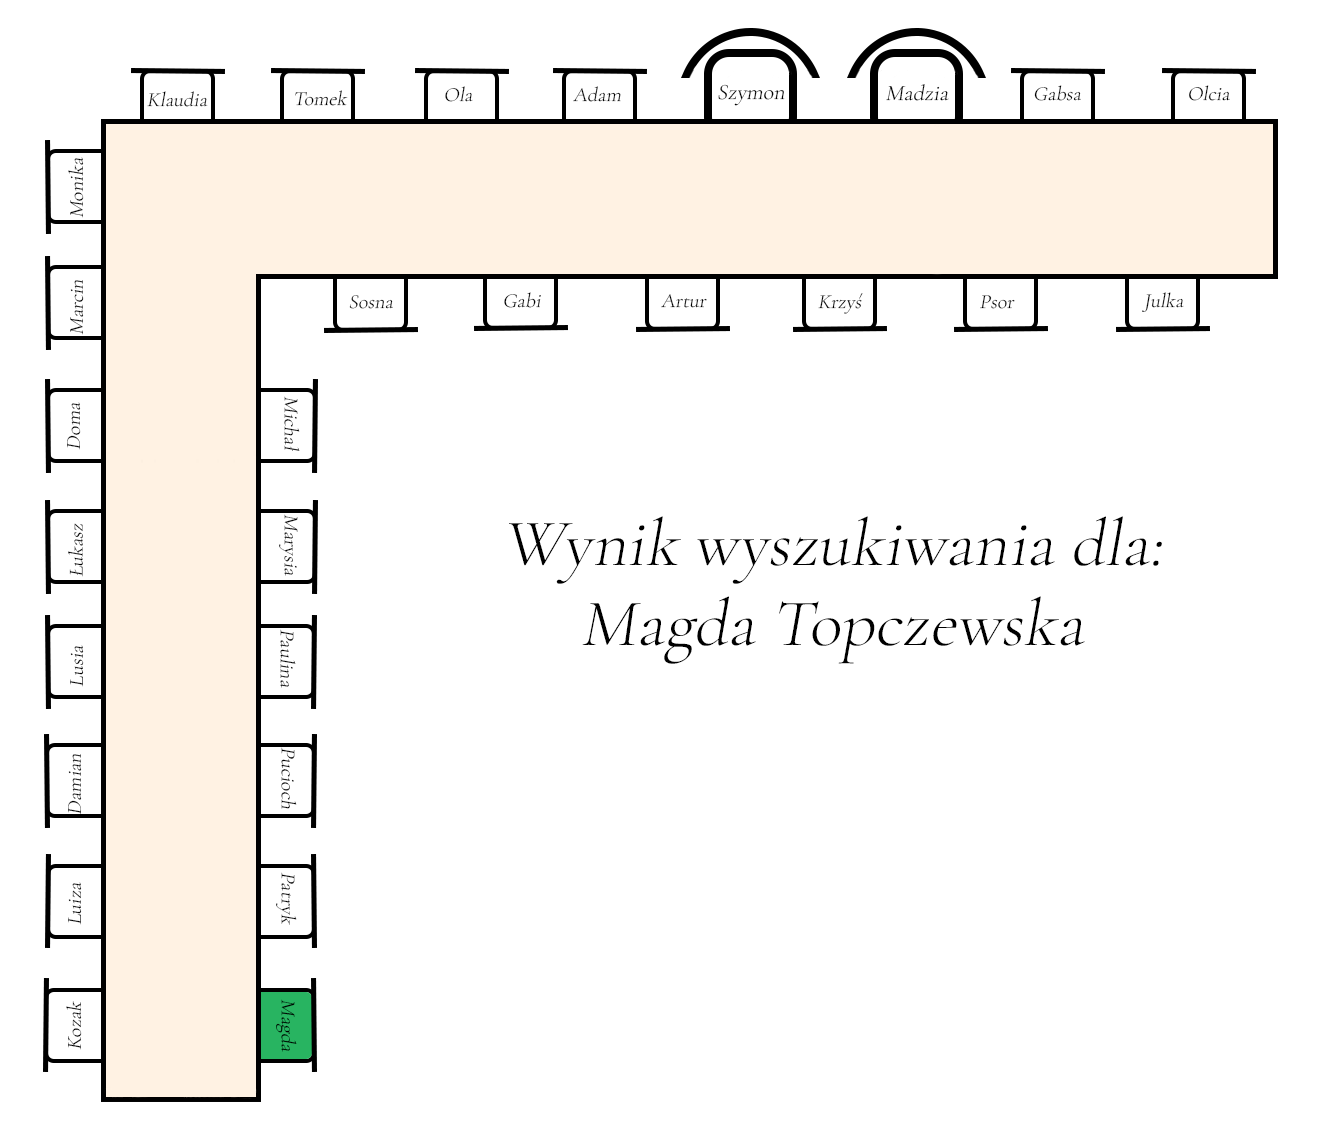 Klaudia
Tomek
Ola
Adam
Szymon
Madzia
Gabsa
Olcia
Monika
Marcin
Doma
Łukasz
Lusia
Damian
Luiza
Kozak
Sosna
Gabi
Artur
Krzyś
Psor
Julka
Michał
Marysia
Paulina
Pucioch
Patryk
Magda
Wynik wyszukiwania dla:
Magda Topczewska